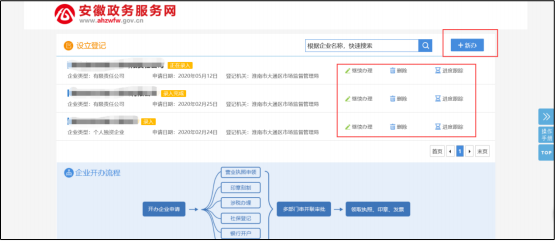 安徽政务服务网
www.ahzwfw.gov.cn
设立登记
根据企业名称，快速搜索
+新办
企业类型：有限责任公司 申请日期：2020年05月12日 登记机关：淮南市大通区市场监督管理局
继续办理 删除 进度跟踪
企业类型：有限责任公司 申请日期：2020年02月25日 登记机关：淮南市大通区市场监督管理局
继续办理 删除 进度跟踪
企业类型：个人独资企业 申请日期：2020年02月24日 登记机关：淮南市大通区市场监督管理局
继续办理 删除 进度跟踪
首页 1 末页
操作手册
TOP
企业开办流程
营业执照申领
公章刻制
涉税办理
社保登记
银行开户
开办企业申请
多部门审并联审批
领取执照、印章、发票